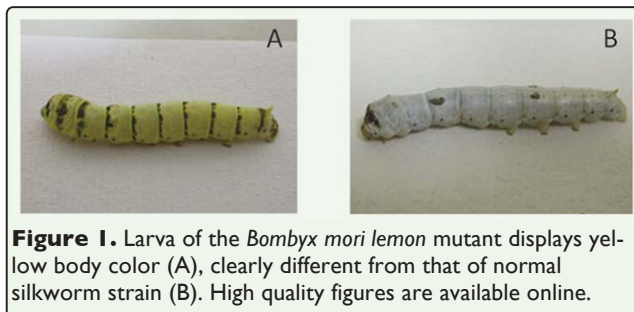 A
B
Figure 1. Larva of the Bombyx mori lemon mutant displays yel-
low body color (A), clearly different from that of normal
silkworm strain (B). High quality figures are available online.